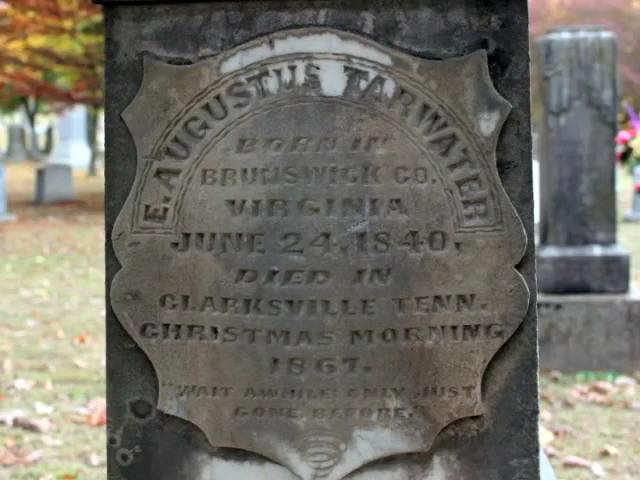 E. AUGUSTUS TARWATER
BORN IN
BRUNSWICK CO.
VIRGINIA
JUNE 24, 1840.
DIED IN
CLARKSVILLE TENN.
CHRISTMAS MORNING
1867.
"WAIT AWHILE ONLY JUST
GONE BEFORE."